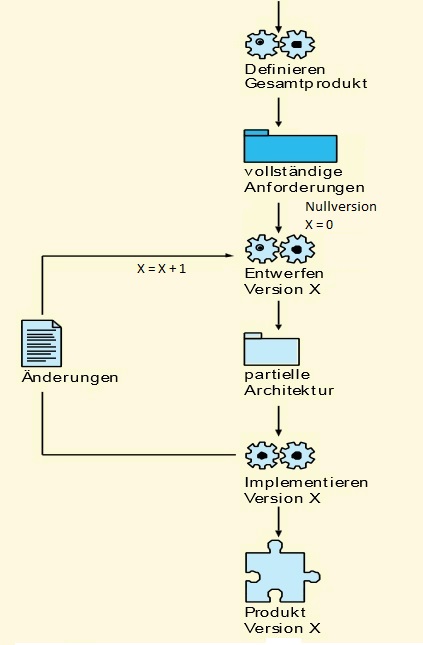 Definieren
Gesamtprodukt
vollständige
Anforderungen
Nullversion
X = 0
X = X + 1
Entwerfen
Version X
Änderungen
partielle
Architektur
Implementieren
Version X
Produkt
Version X